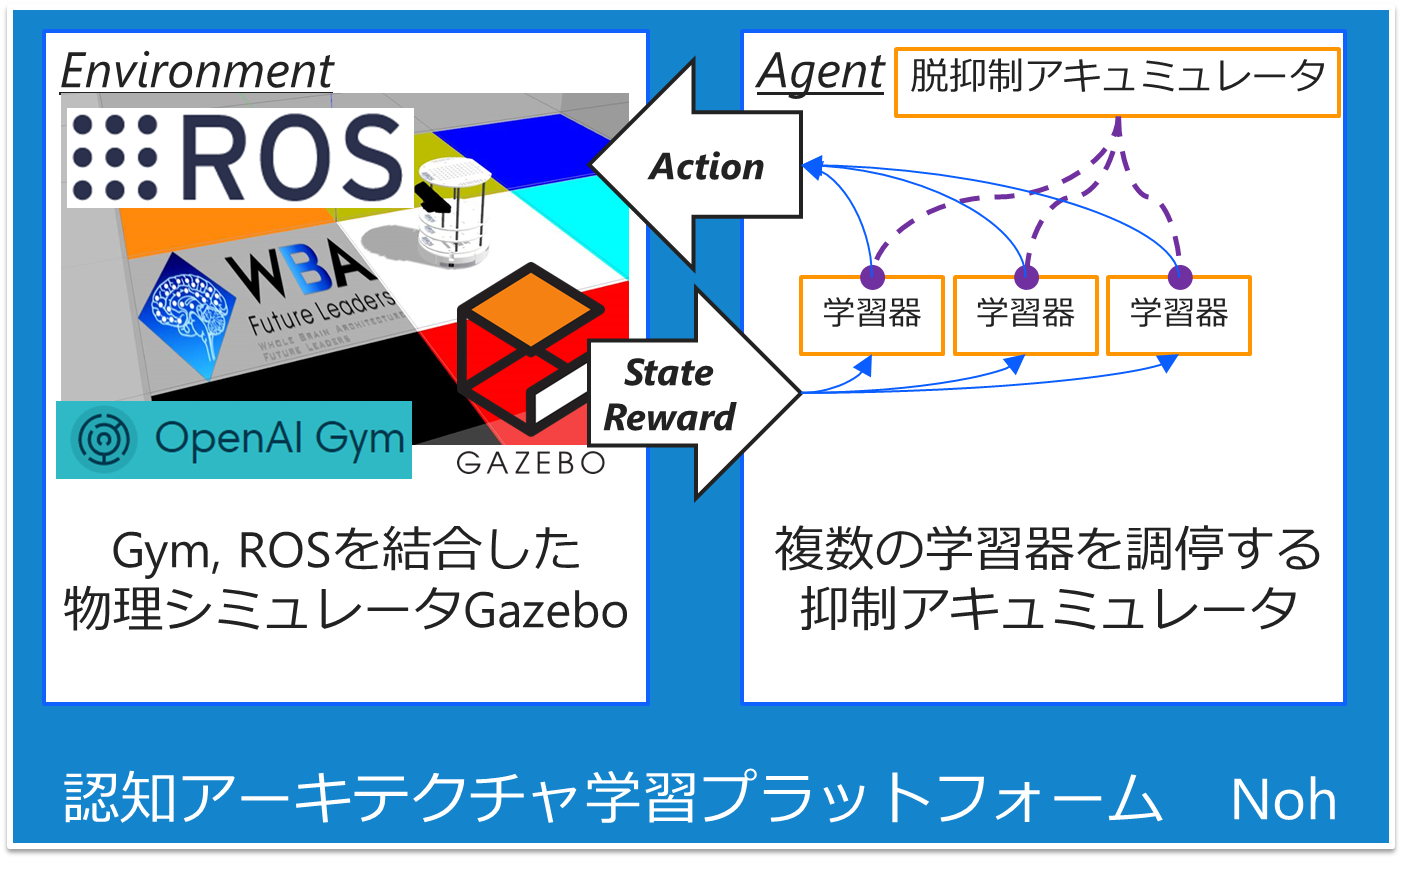 Environment
ROS
WBA
Future Leaders
WHOLE BRAIN ARCHITECTURE
FUTURE LEADERS
OpenAI Gym
GAZEBO
Gym, ROSを結合した
物理シミュレータGazebo
Action
State
Reward
Agent
脱抑制アキュミュレータ
学習器
学習器
学習器
複数の学習器を調停する
抑制アキュミュレータ
認知アーキテクチャ学習プラットフォーム Noh